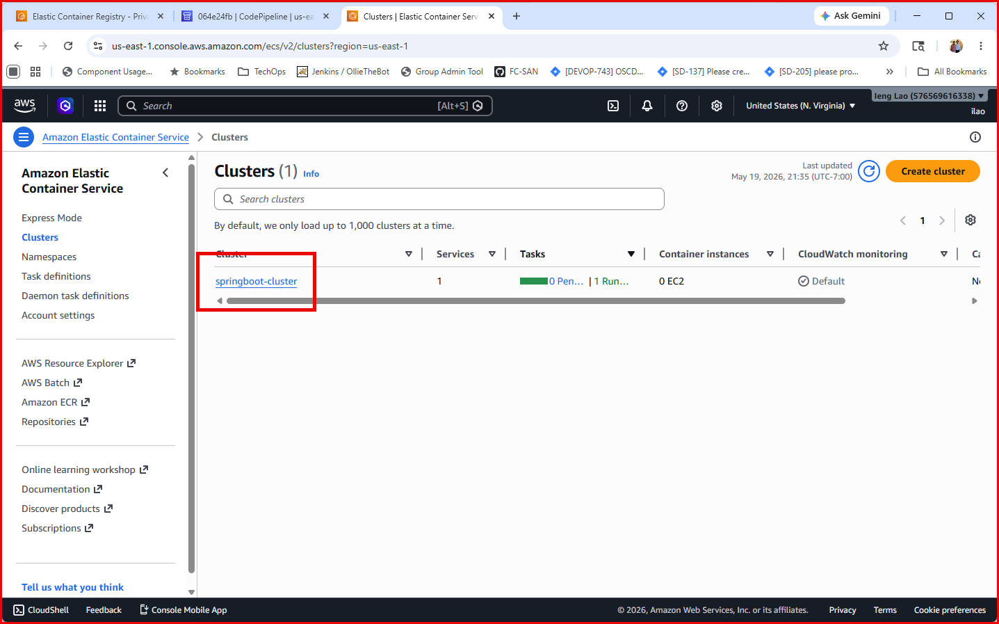 Elastic Container Registry - Priv
064e24fb | CodePipeline | us-ea
Clusters | Elastic Container Serv
Ask Gemini
us-east-1.console.aws.amazon.com/ecs/v2/clusters?region=us-east-1
Component Usage...
Bookmarks
TechOps
Jenkins / OllieTheBot
Group Admin Tool
FC-SAN
[DEVOP-743] OSCD...
[SD-137] Please cre...
[SD-205] please pro...
All Bookmarks
aws
Search
[Alt+S]
United States (N. Virginia)
Ieng Lao (576569616338)
ilao
Amazon Elastic Container Service
Clusters
Amazon Elastic
Container Service
Express Mode
Clusters
Namespaces
Task definitions
Daemon task definitions
Account settings
AWS Resource Explorer
AWS Batch
Amazon ECR
Repositories
Online learning workshop
Documentation
Discover products
Subscriptions
Tell us what you think
Clusters (1) Info
Last updated
May 19, 2026, 21:35 (UTC-7:00)
Create cluster
Search clusters
By default, we only load up to 1,000 clusters at a time.
1
Cluster Services Tasks Container instances CloudWatch monitoring Ca
springboot-cluster 1 0 Pen... | 1 Run... 0 EC2 Default
CloudShell Feedback Console Mobile App
© 2026, Amazon Web Services, Inc. or its affiliates. Privacy Terms Cookie preferences